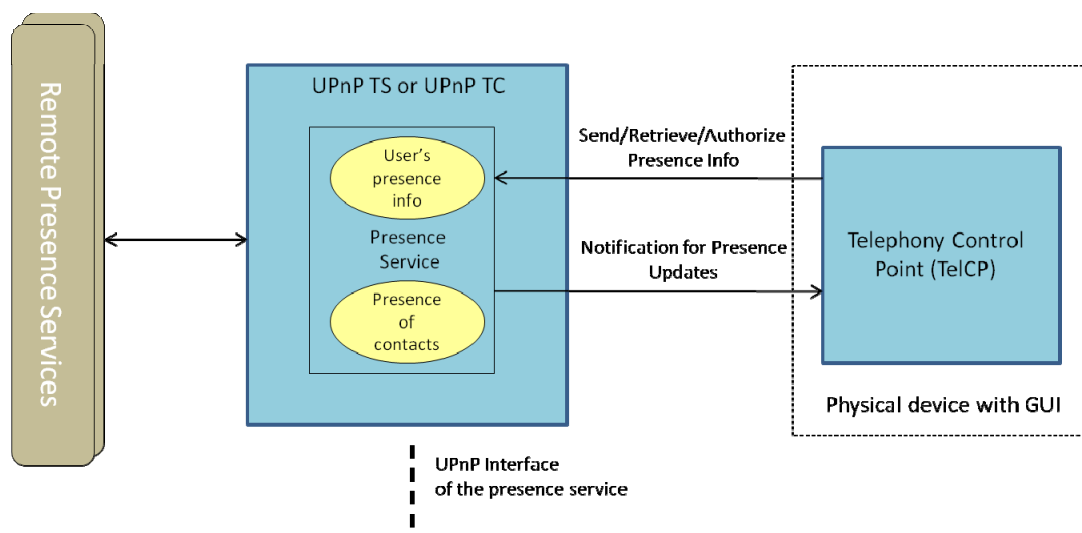 Remote Presence Services
UPnP TS or UPnP TC
User's
presence
info
Presence
Service
Presence
of
contacts
Send/Retrieve/Authorize
Presence Info
Notification for Presence
Updates
Telephony Control
Point (TelCP)
Physical device with GUI
UPnP Interface
of the presence service